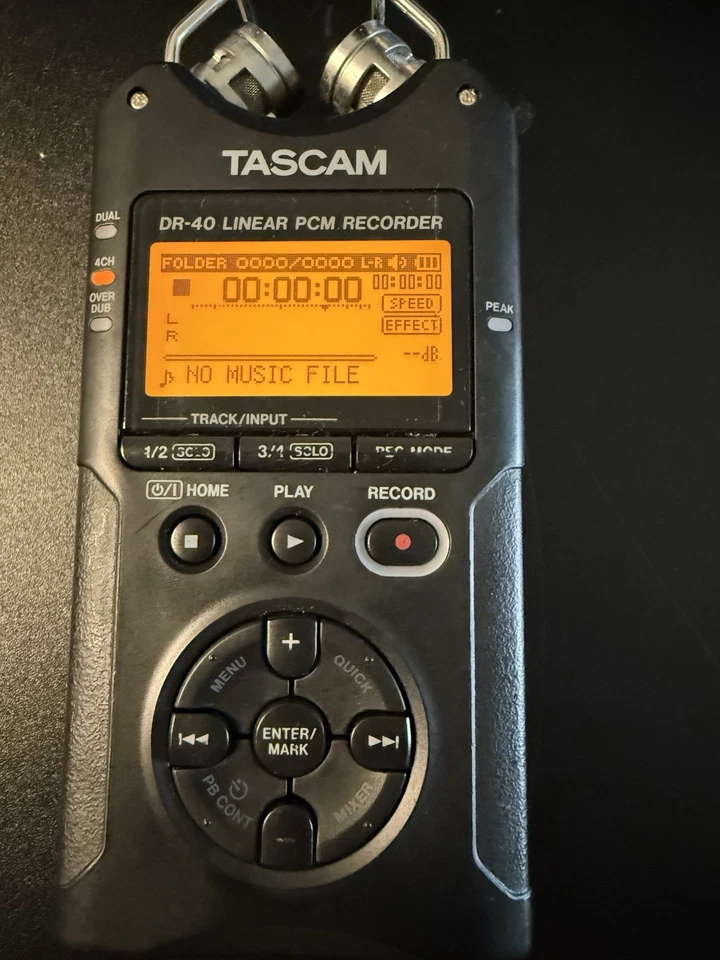 TASCAM
DR-40 LINEAR PCM RECORDER
DUAL
4CH
OVER
DUB
PEAK
FOLDER 0000/0000 L-R
00:00:00 00:00:00
SPEED
L
EFFECT
R
--dB
NO MUSIC FILE
TRACK/INPUT
1/2 SOLO 3/4 SOLO REC MODE
HOME PLAY RECORD
+
MENU QUICK
ENTER/
MARK
PB CONT MIXER
-